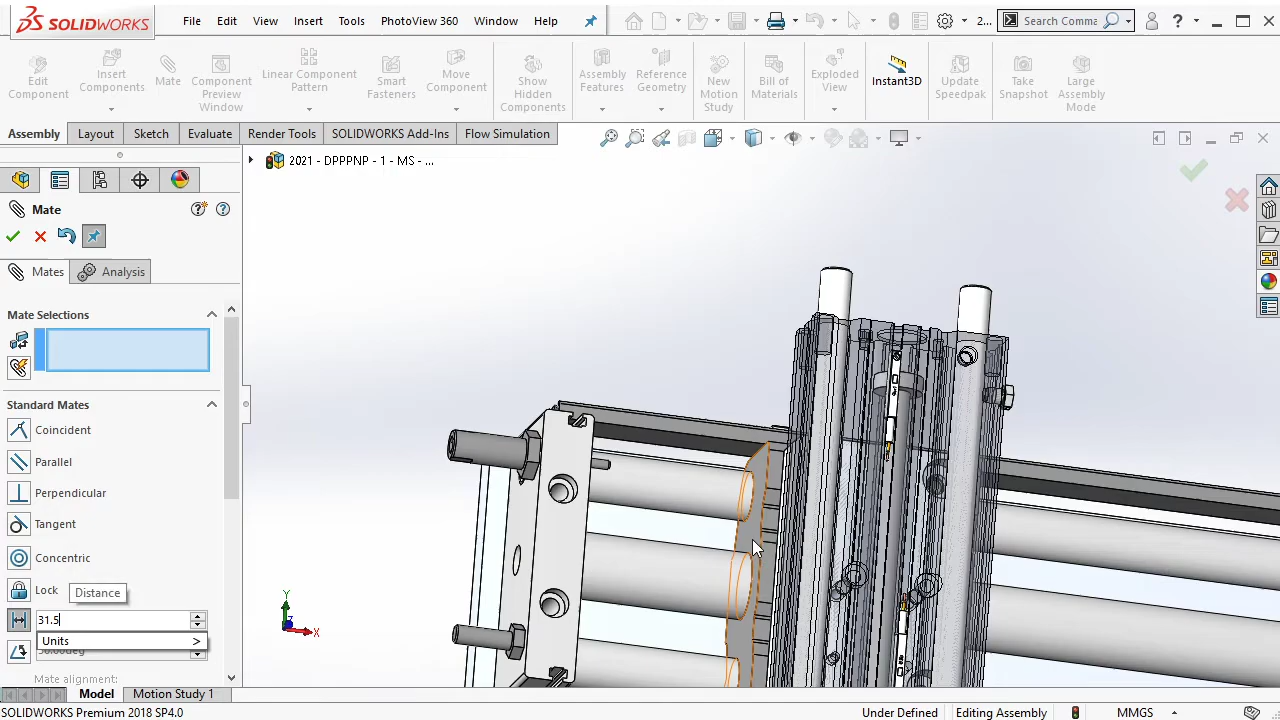 SOLIDWORKS
File Edit View Insert Tools PhotoView 360 Window Help
2...
Search Comma
?
Edit Component
Insert Components
Mate
Component Preview Window
Linear Component Pattern
Smart Fasteners
Move Component
Show Hidden Components
Assembly Features
Reference Geometry
New Motion Study
Bill of Materials
Exploded View
Instant3D
Update Speedpak
Take Snapshot
Large Assembly Mode
Assembly Layout Sketch Evaluate Render Tools SOLIDWORKS Add-Ins Flow Simulation
2021 - DPPPNP - 1 - MS - ...
Mate
Mates Analysis
Mate Selections
Standard Mates
Coincident
Parallel
Perpendicular
Tangent
Concentric
Lock
Distance
31.5
Units >
Mate alignment:
Y
Z
X
Model Motion Study 1
SOLIDWORKS Premium 2018 SP4.0
Under Defined Editing Assembly MMGS